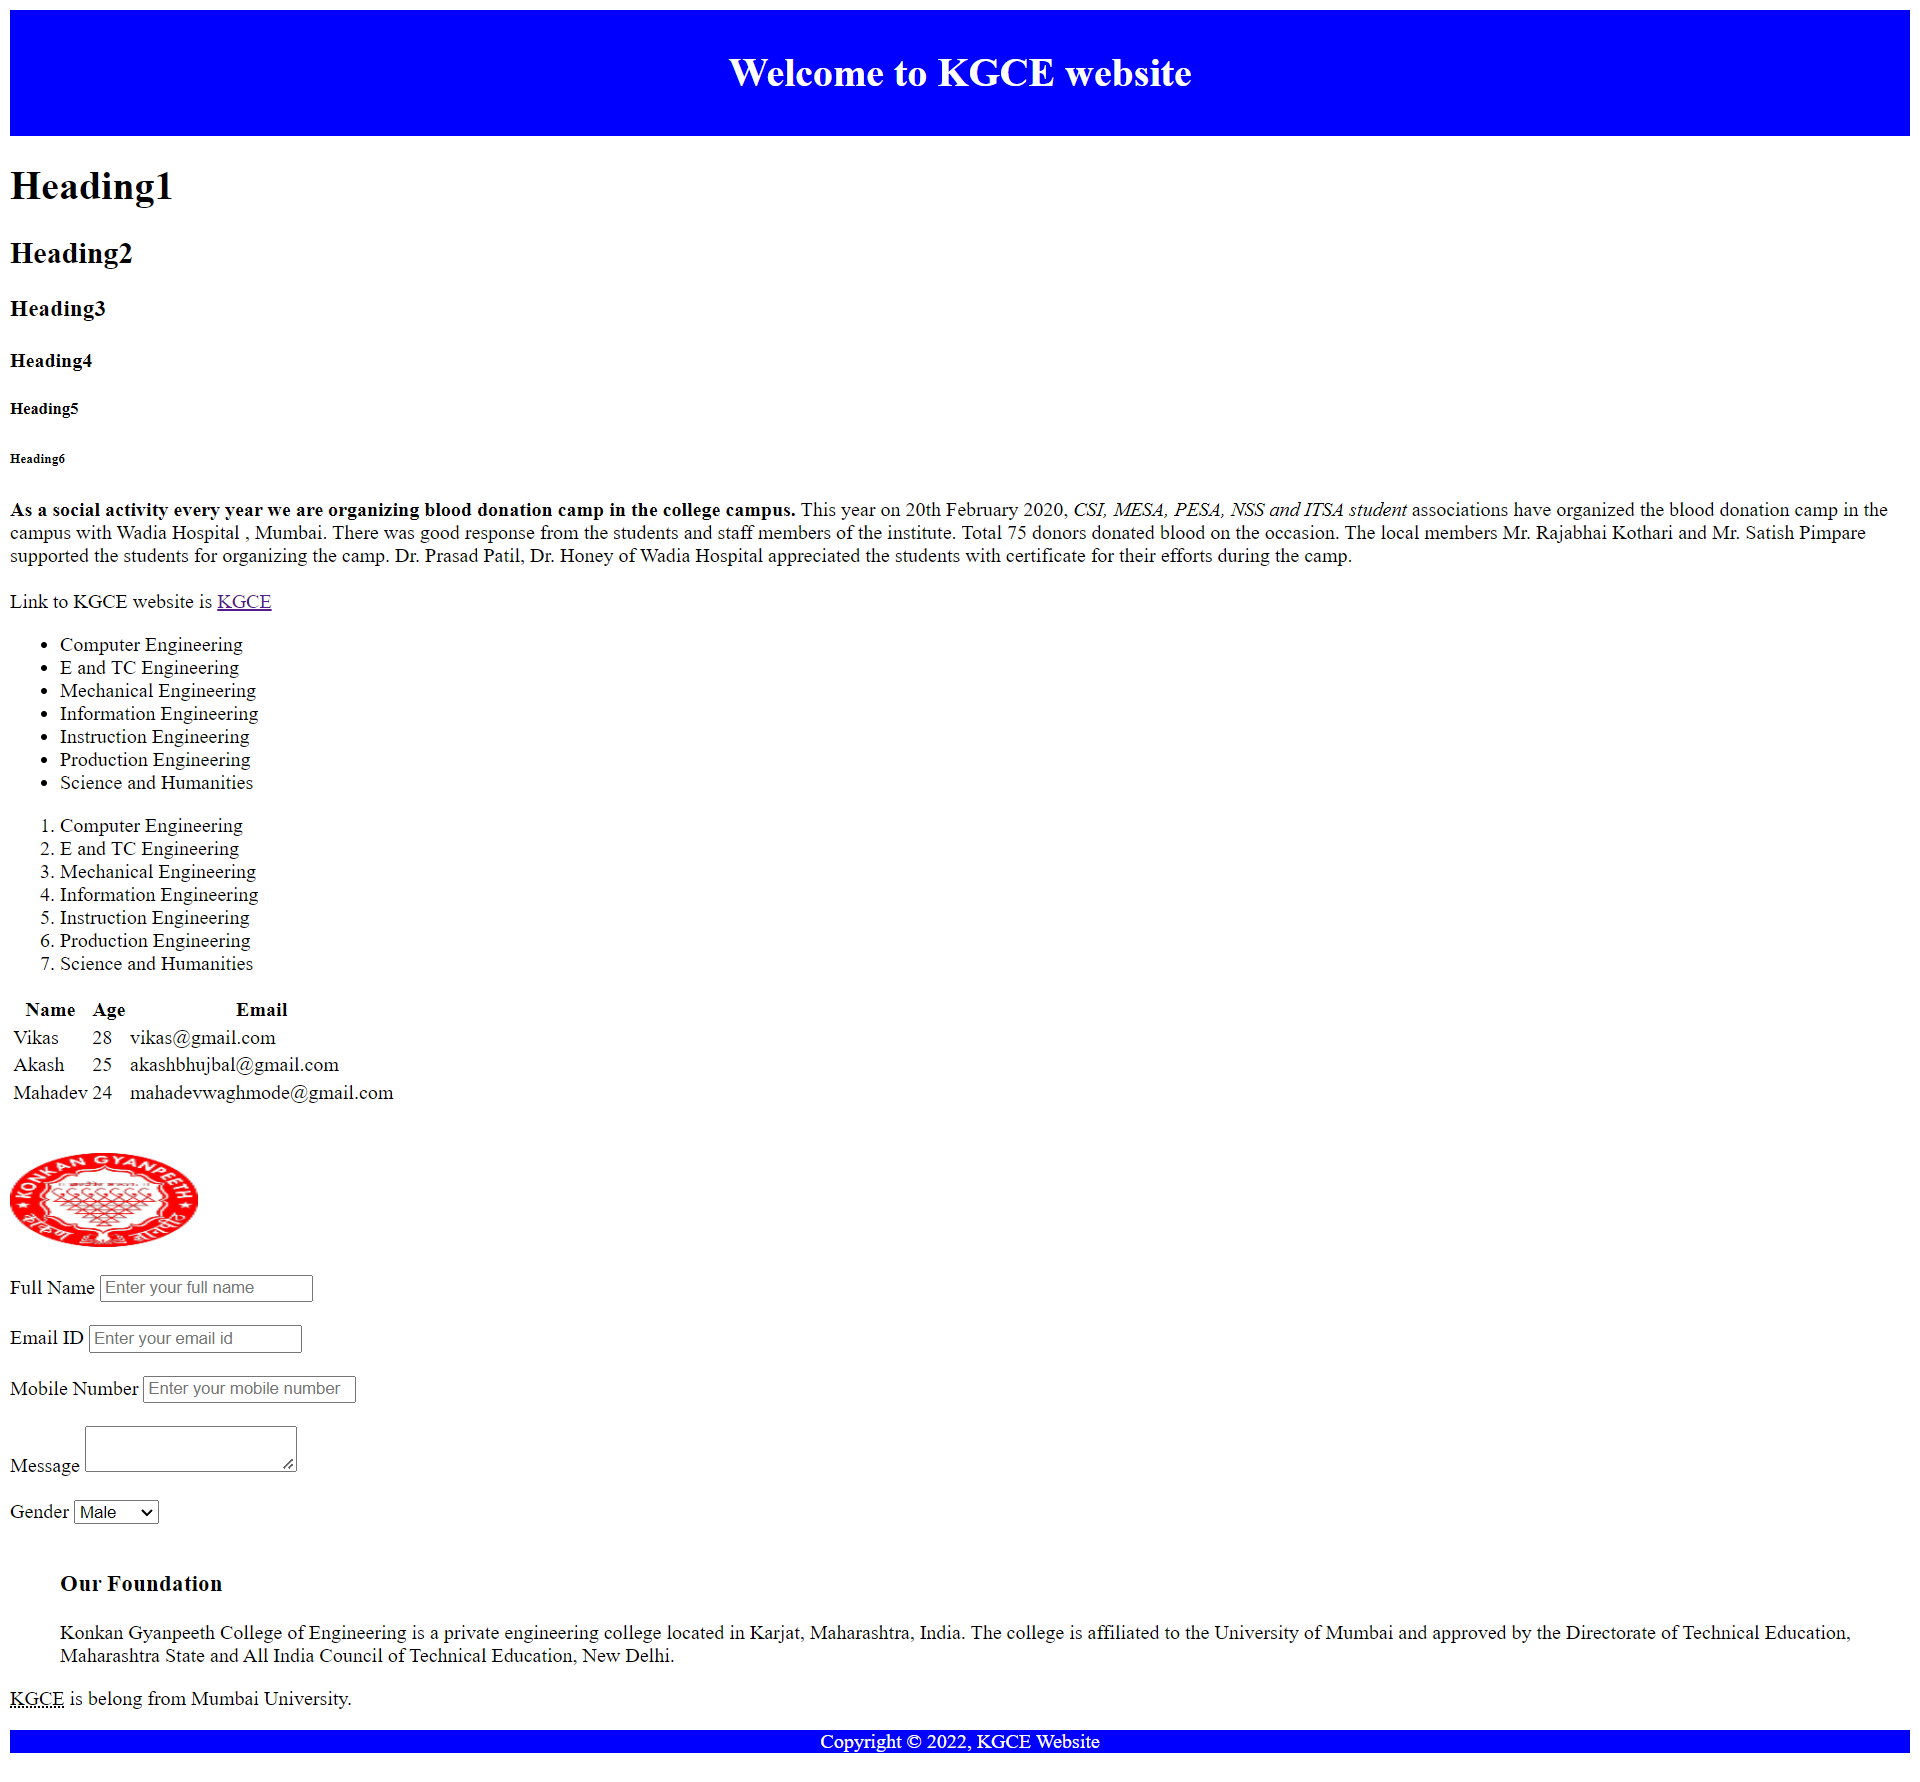 Welcome to KGCE website
Heading1
Heading2
Heading3
Heading4
Heading5
Heading6
As a social activity every year we are organizing blood donation camp in the college campus. This year on 20th February 2020, CSI, MESA, PESA, NSS and ITSA student associations have organized the blood donation camp in the
campus with Wadia Hospital , Mumbai. There was good response from the students and staff members of the institute. Total 75 donors donated blood on the occasion. The local members Mr. Rajabhai Kothari and Mr. Satish Pimpare
supported the students for organizing the camp. Dr. Prasad Patil, Dr. Honey of Wadia Hospital appreciated the students with certificate for their efforts during the camp.
Link to KGCE website is KGCE
• Computer Engineering
• E and TC Engineering
• Mechanical Engineering
• Information Engineering
• Instruction Engineering
• Production Engineering
• Science and Humanities
1. Computer Engineering
2. E and TC Engineering
3. Mechanical Engineering
4. Information Engineering
5. Instruction Engineering
6. Production Engineering
7. Science and Humanities
Name Age Email
Vikas 28 vikas@gmail.com
Akash 25 akashbhujbal@gmail.com
Mahadev 24 mahadevwaghmode@gmail.com
KONKAN GYANPEETH
कोंकण ज्ञानपीठ
Full Name Enter your full name
Email ID Enter your email id
Mobile Number Enter your mobile number
Message
Gender Male
Our Foundation
Konkan Gyanpeeth College of Engineering is a private engineering college located in Karjat, Maharashtra, India. The college is affiliated to the University of Mumbai and approved by the Directorate of Technical Education,
Maharashtra State and All India Council of Technical Education, New Delhi.
KGCE is belong from Mumbai University.
Copyright © 2022, KGCE Website